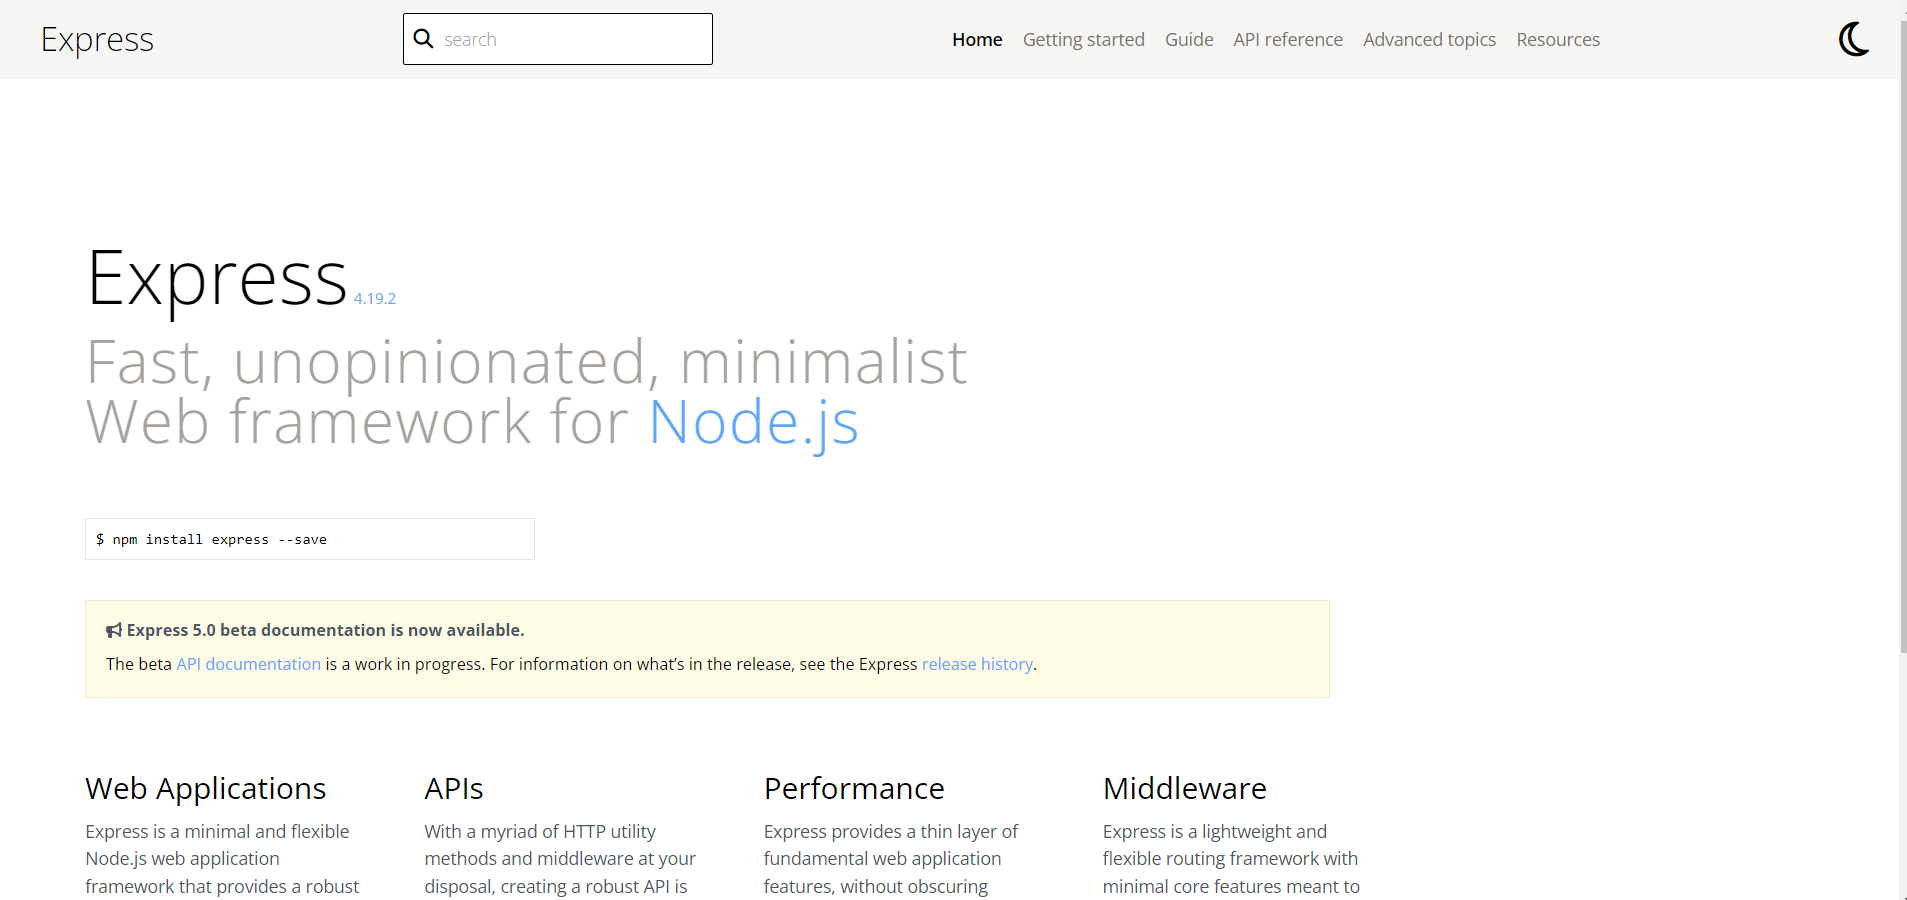 Express
search
Home Getting started Guide API reference Advanced topics Resources
Express 4.19.2
Fast, unopinionated, minimalist
Web framework for Node.js
$ npm install express --save
Express 5.0 beta documentation is now available.
The beta API documentation is a work in progress. For information on what’s in the release, see the Express release history.
Web Applications
Express is a minimal and flexible
Node.js web application
framework that provides a robust
APIs
With a myriad of HTTP utility
methods and middleware at your
disposal, creating a robust API is
Performance
Express provides a thin layer of
fundamental web application
features, without obscuring
Middleware
Express is a lightweight and
flexible routing framework with
minimal core features meant to